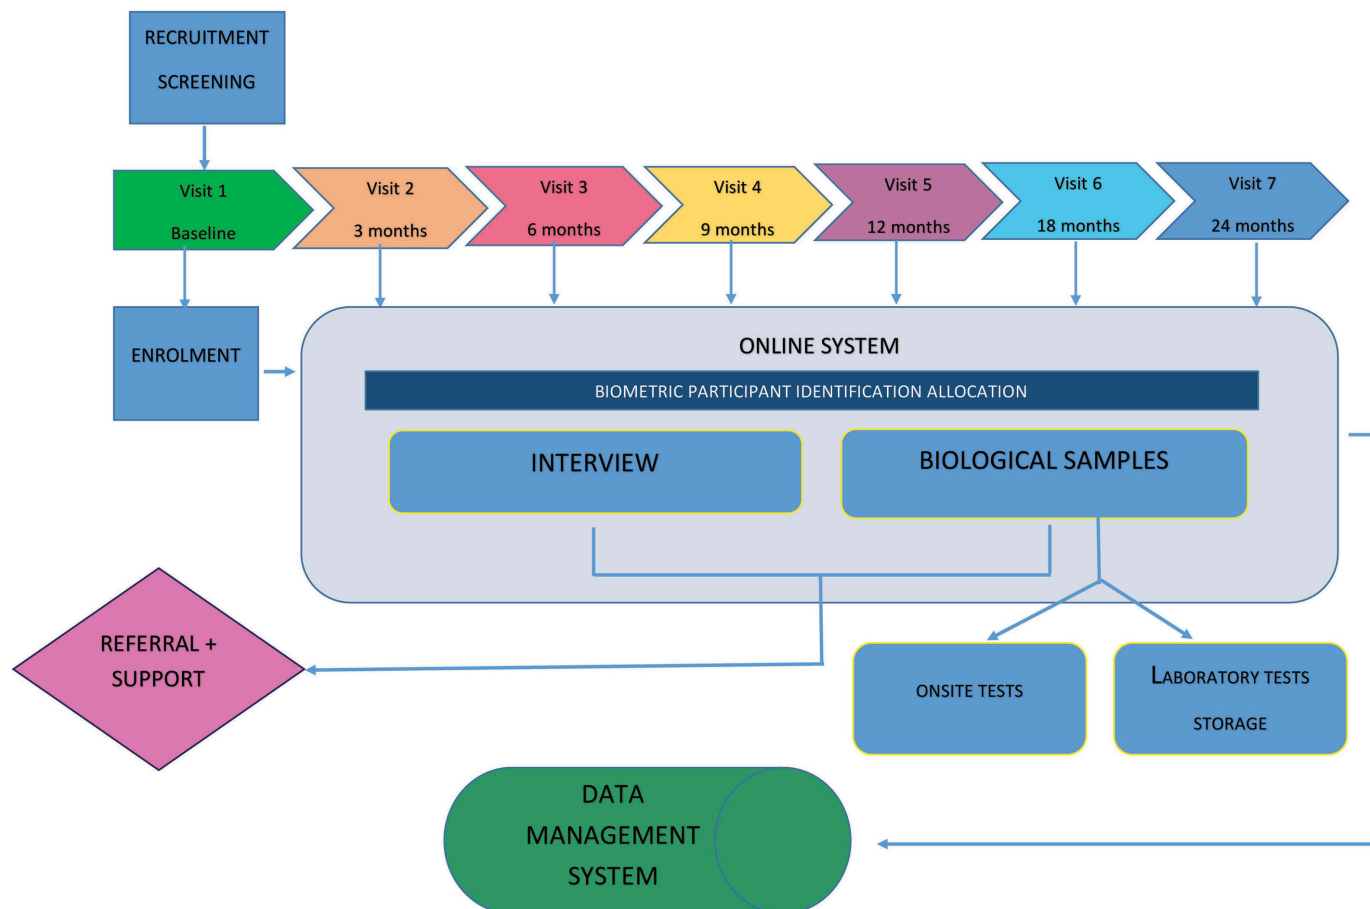 RECRUITMENT
SCREENING
Visit 1
Baseline
Visit 2
3 months
Visit 3
6 months
Visit 4
9 months
Visit 5
12 months
Visit 6
18 months
Visit 7
24 months
ENROLMENT
ONLINE SYSTEM
BIOMETRIC PARTICIPANT IDENTIFICATION ALLOCATION
INTERVIEW
BIOLOGICAL SAMPLES
REFERRAL +
SUPPORT
ONSITE TESTS
LABORATORY TESTS
STORAGE
DATA
MANAGEMENT
SYSTEM